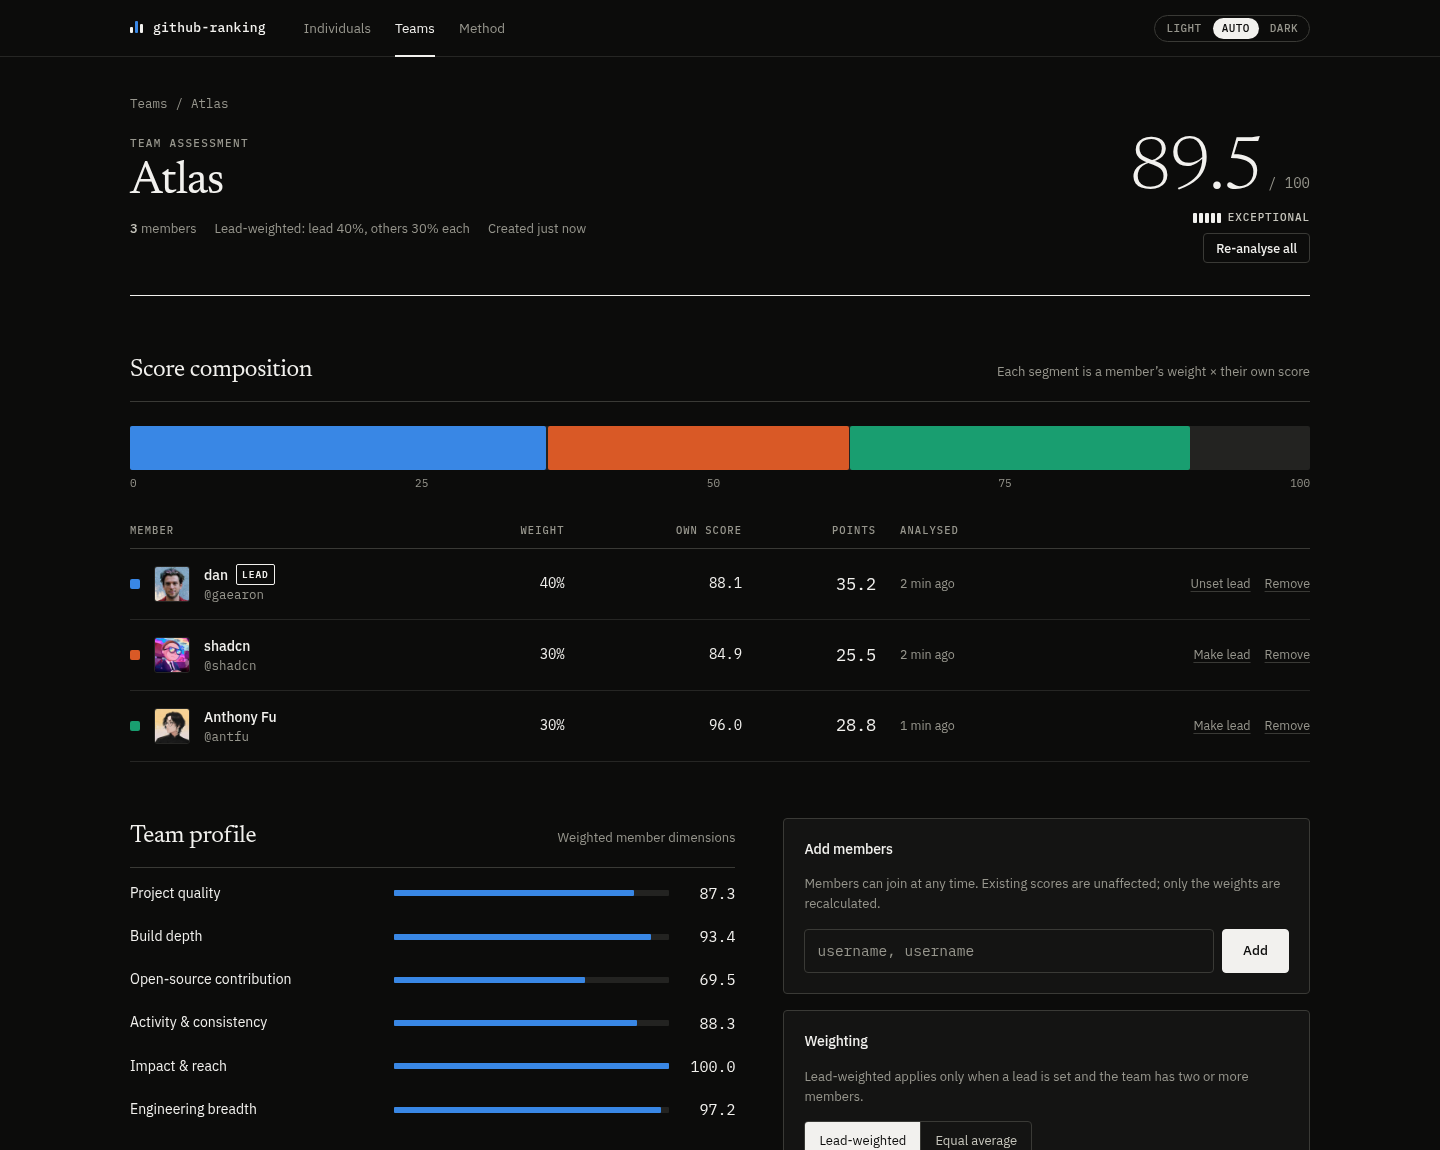 github-ranking
Individuals
Teams
Method
LIGHT
AUTO
DARK
Teams / Atlas
TEAM ASSESSMENT
Atlas
3 members
Lead-weighted: lead 40%, others 30% each
Created just now
89.5 / 100
EXCEPTIONAL
Re-analyse all
Score composition
Each segment is a member’s weight × their own score
0
25
50
75
100
MEMBER
WEIGHT
OWN SCORE
POINTS
ANALYSED
dan LEAD
@gaearon
40%
88.1
35.2
2 min ago
Unset lead
Remove
shadcn
@shadcn
30%
84.9
25.5
2 min ago
Make lead
Remove
Anthony Fu
@antfu
30%
96.0
28.8
1 min ago
Make lead
Remove
Team profile
Weighted member dimensions
Project quality
87.3
Build depth
93.4
Open-source contribution
69.5
Activity & consistency
88.3
Impact & reach
100.0
Engineering breadth
97.2
Add members
Members can join at any time. Existing scores are unaffected; only the weights are
recalculated.
username, username
Add
Weighting
Lead-weighted applies only when a lead is set and the team has two or more
members.
Lead-weighted
Equal average